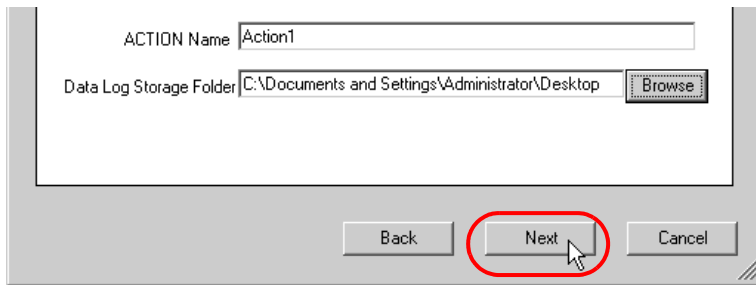 ACTION Name Action1
Data Log Storage Folder C:\Documents and Settings\Administrator\Desktop Browse
Back Next Cancel